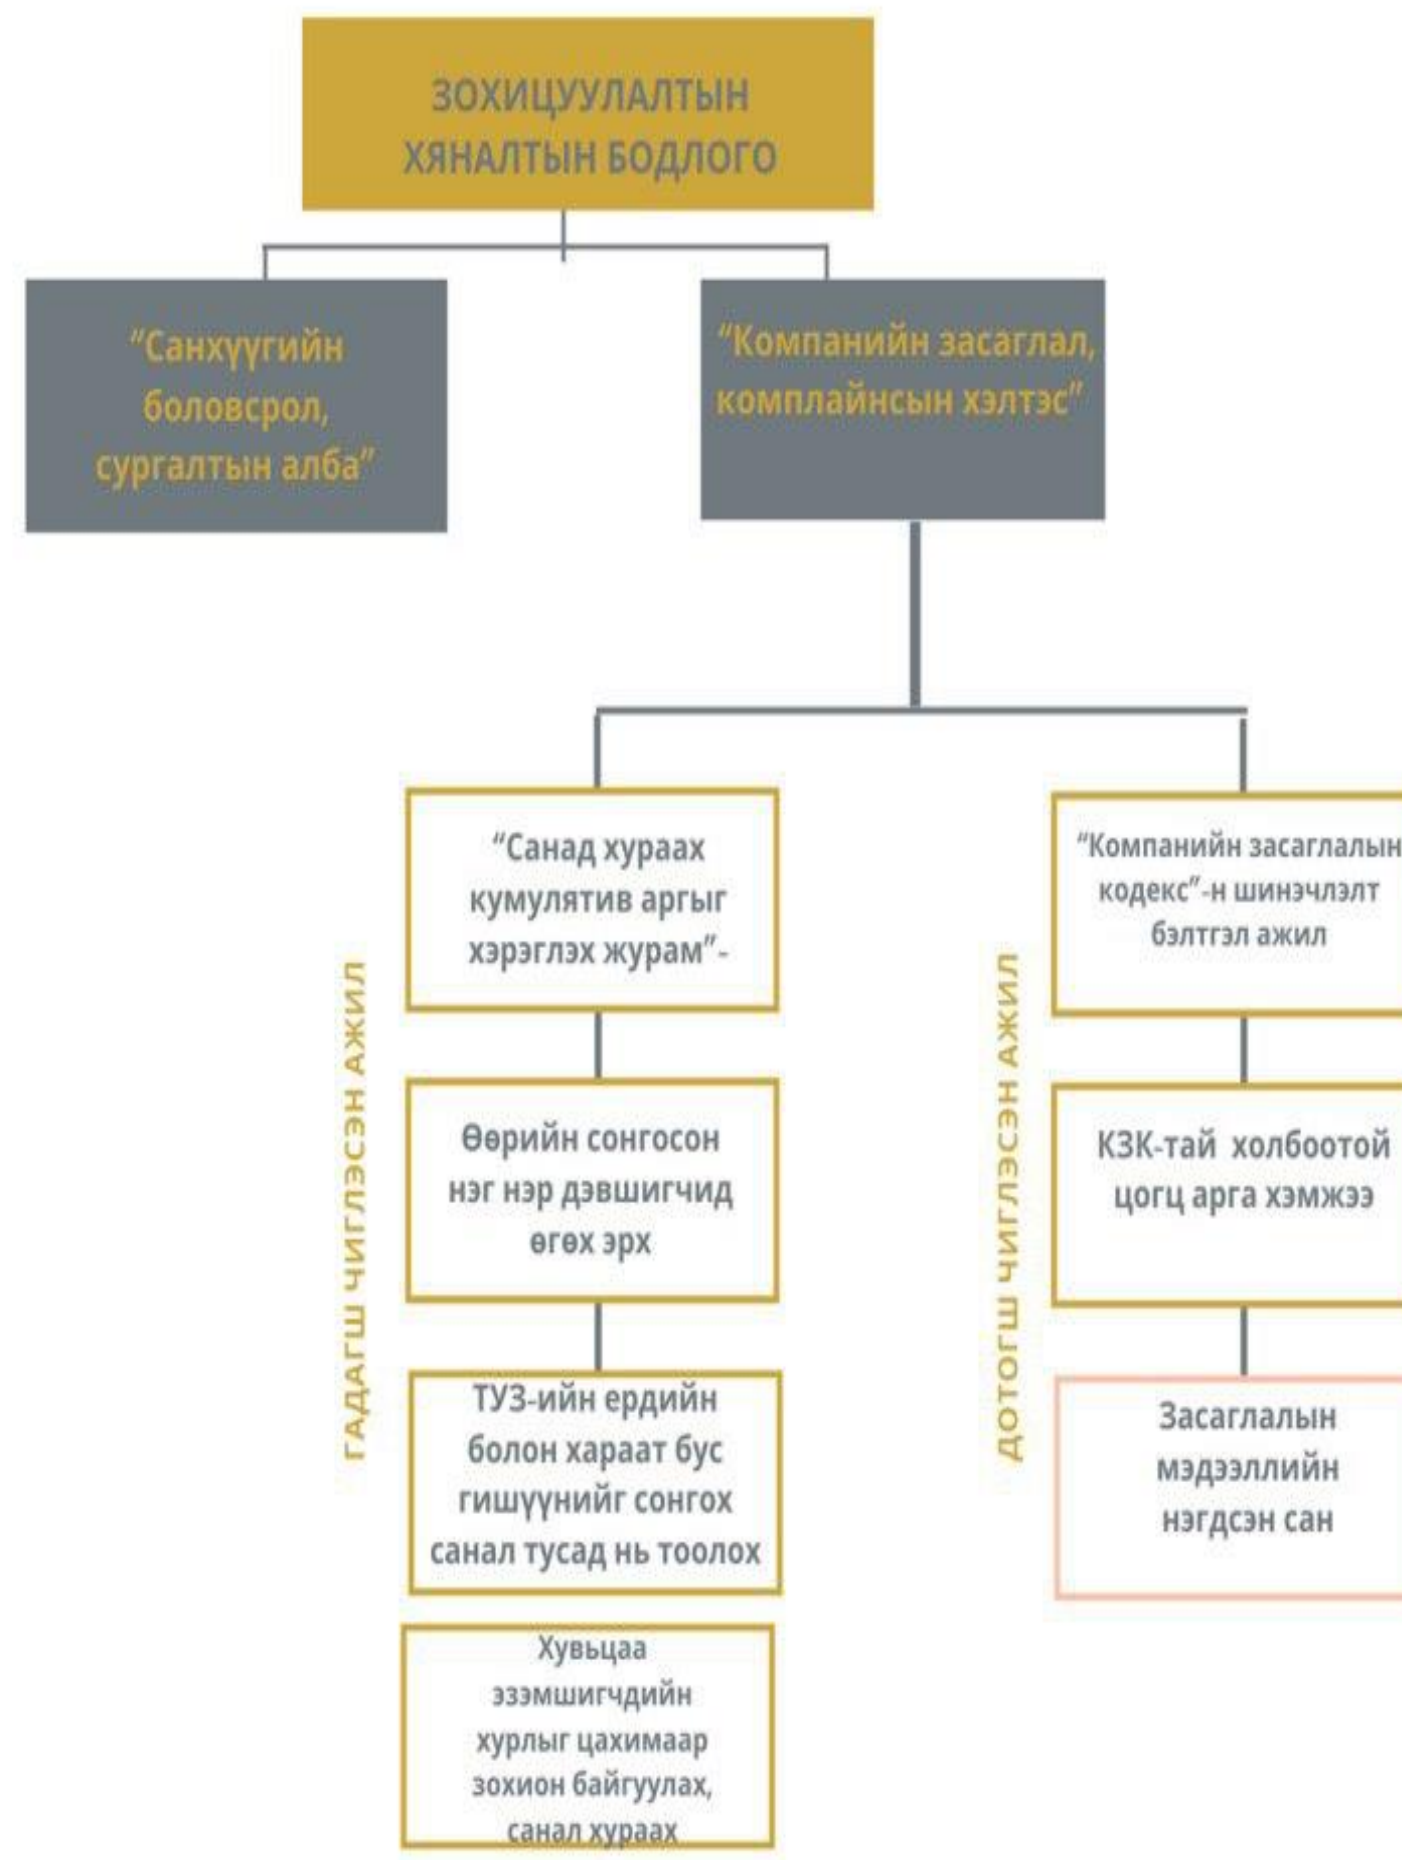 ЗОХИЦУУЛАЛТЫН
ХЯНАЛТЫН БОДЛОГО
“Санхүүгийн
боловсрол,
сургалтын алба”
“Компанийн засаглал,
комплайнсын хэлтэс”
ГАДАГШ ЧИГЛЭСЭН АЖИЛ
“Санад хураах
кумулятив аргыг
хэрэглэх журам”-
Өөрийн сонгосон
нэг нэр дэвшигчид
өгөх эрх
ТУЗ-ийн ердийн
болон хараат бус
гишүүнийг сонгох
санал тусад нь тоолох
Хувьцаа
эзэмшигчдийн
хурлыг цахимаар
зохион байгуулах,
санал хураах
ДОТОГШ ЧИГЛЭСЭН АЖИЛ
“Компанийн засаглалын
кодекс”-н шинэчлэлт
бэлтгэл ажил
КЗК-тай холбоотой
цогц арга хэмжээ
Засаглалын
мэдээллийн
нэгдсэн сан